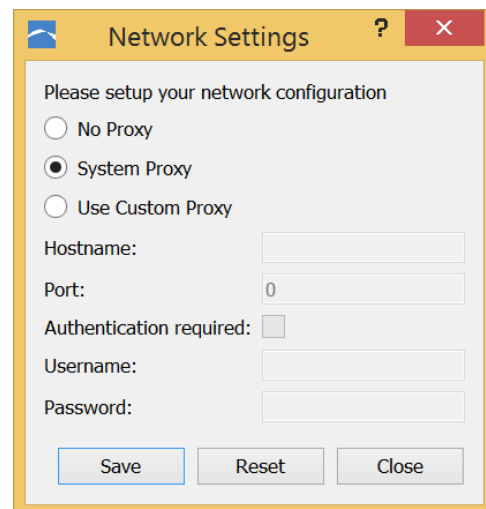 Network Settings ?
Please setup your network configuration
No Proxy
System Proxy
Use Custom Proxy
Hostname:
Port: 0
Authentication required:
Username:
Password:
Save Reset Close